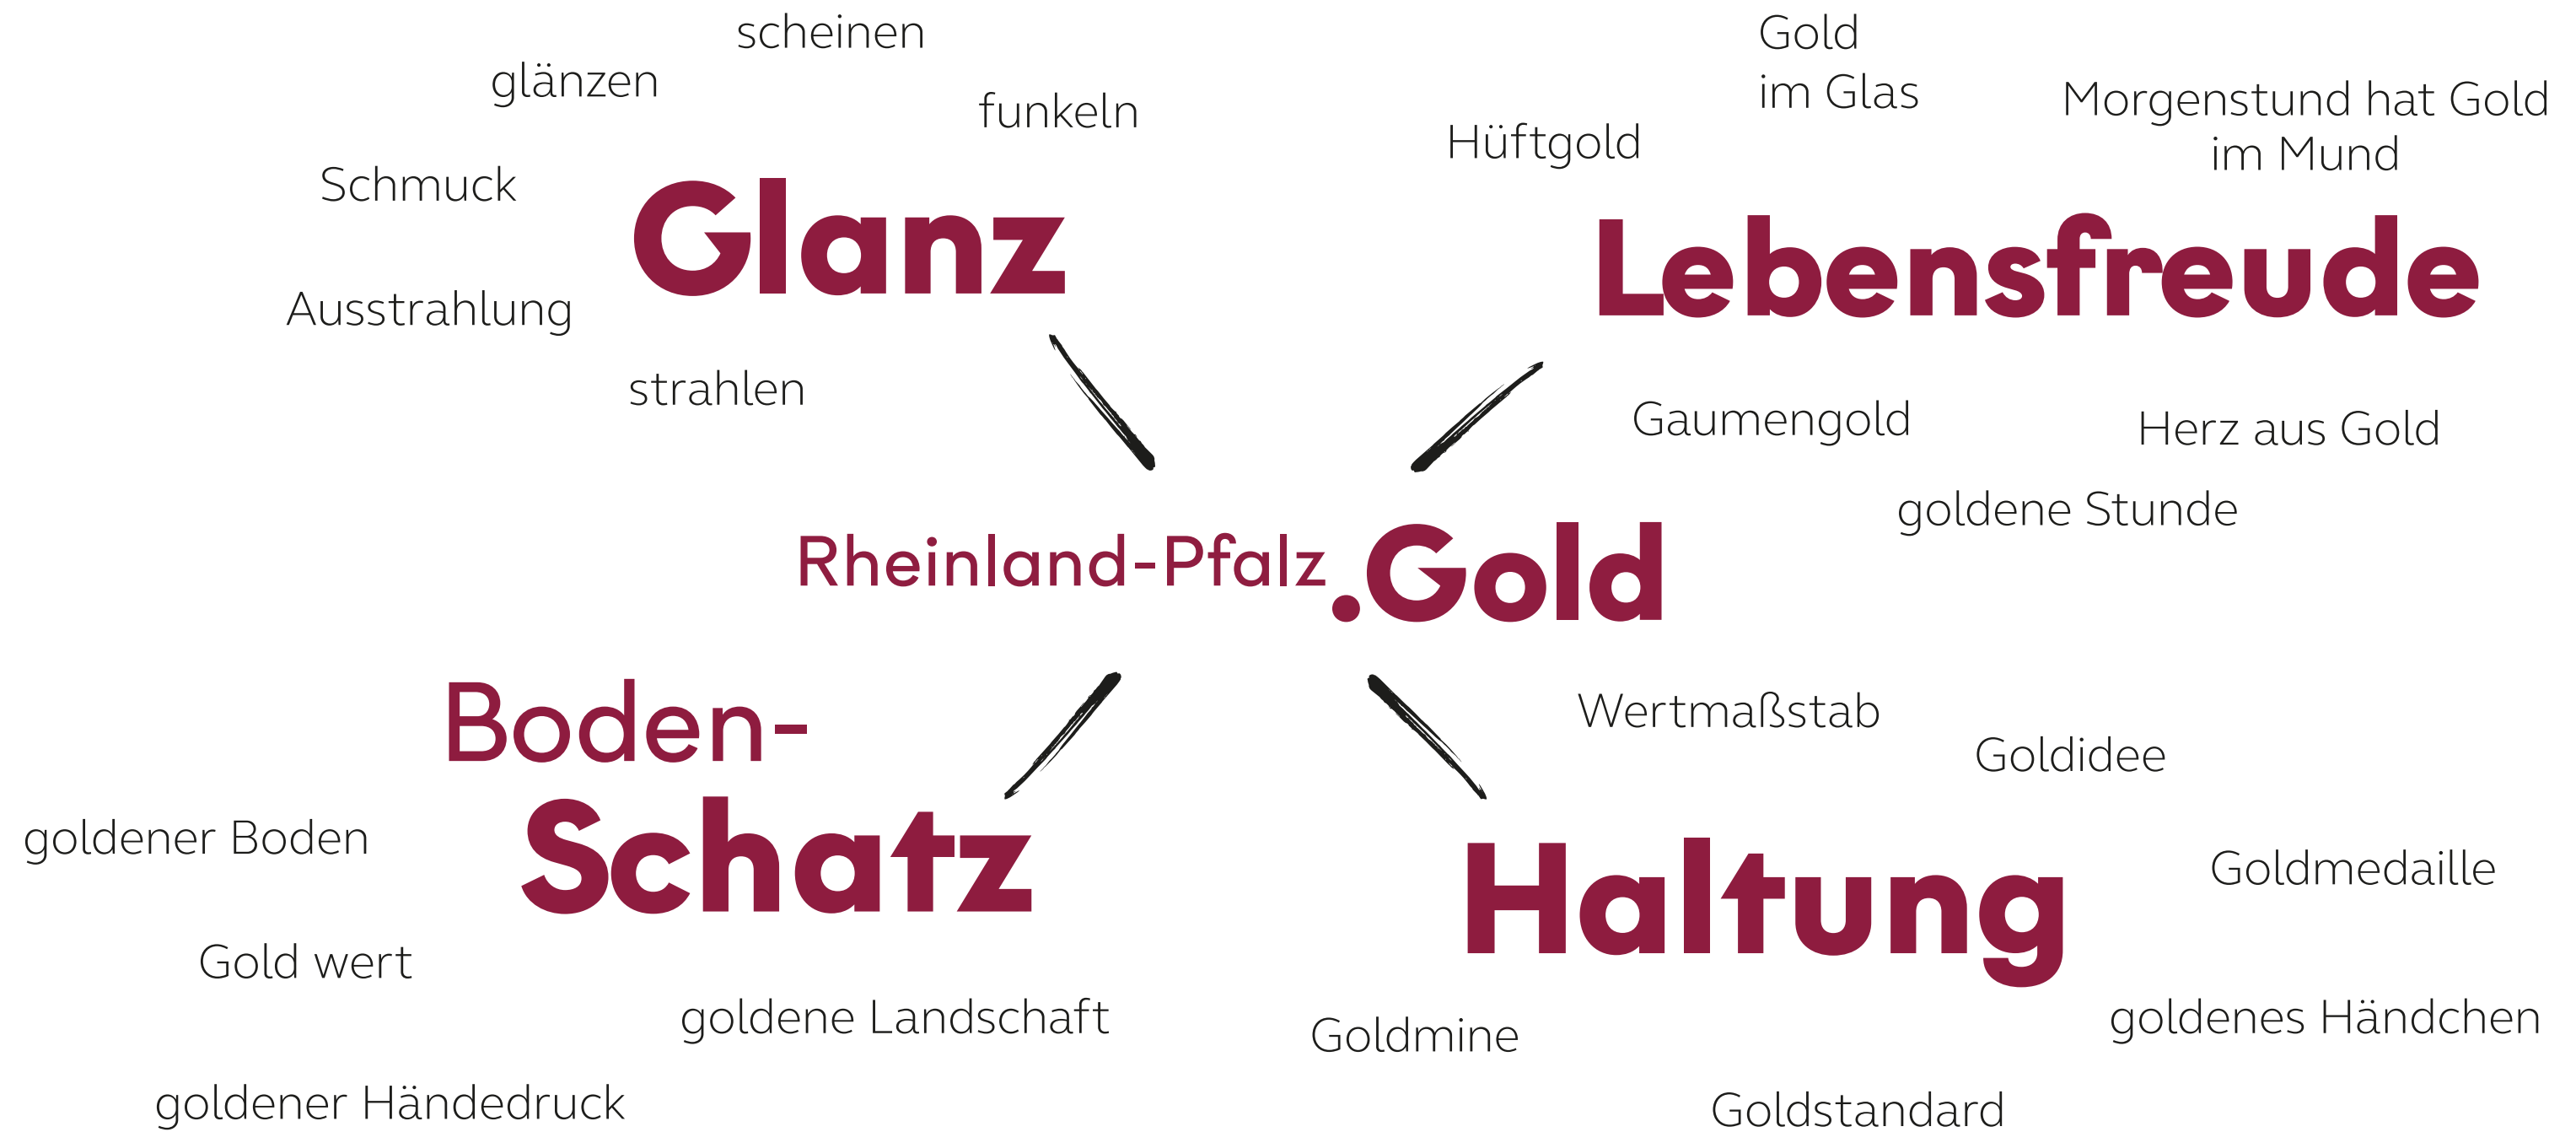 scheinen
glänzen
funkeln
Schmuck
Glanz
Ausstrahlung
strahlen
Gold
im Glas
Morgenstund hat Gold
im Mund
Hüftgold
Lebensfreude
Gaumengold
Herz aus Gold
goldene Stunde
Rheinland-Pfalz.Gold
Boden-
Schatz
goldener Boden
Gold wert
goldene Landschaft
goldener Händedruck
Wertmaßstab
Goldidee
Haltung
Goldmedaille
goldenes Händchen
Goldmine
Goldstandard